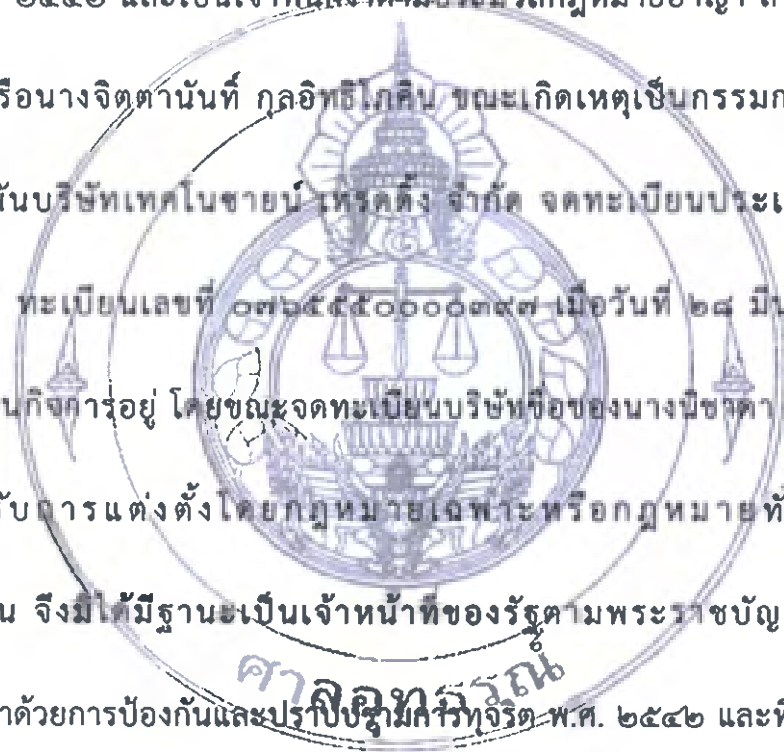 ๒๕๔๒ และเป็นเจ้าพนักงานตามประมวลกฎหมายอาญา
รือนางจิตตานันทิ์ กุลอิทธิโภคิน ขณะเกิดเหตุเป็นกรรมก
บริษัทเทคโนซายน์ เทรดดิ้ง จำกัด จดทะเบียนประเ
ทะเบียนเลขที่ ๐๗๖๕๕๕๐๐๐๐๓๙๗ เมื่อวันที่ ๒๘ มี
นกิจการอยู่ โดยขณะจดทะเบียนบริษัทชื่อของนางนิชาดา
รับการแต่งตั้งโดยกฎหมายเฉพาะหรือกฎหมายที่
น จึงมิได้มีฐานะเป็นเจ้าหน้าที่ของรัฐตามพระราชบัญ
ศาลอุทธรณ์
าด้วยการป้องกันและปราบปรามการทุจริต พ.ศ. ๒๕๔๒ และที่